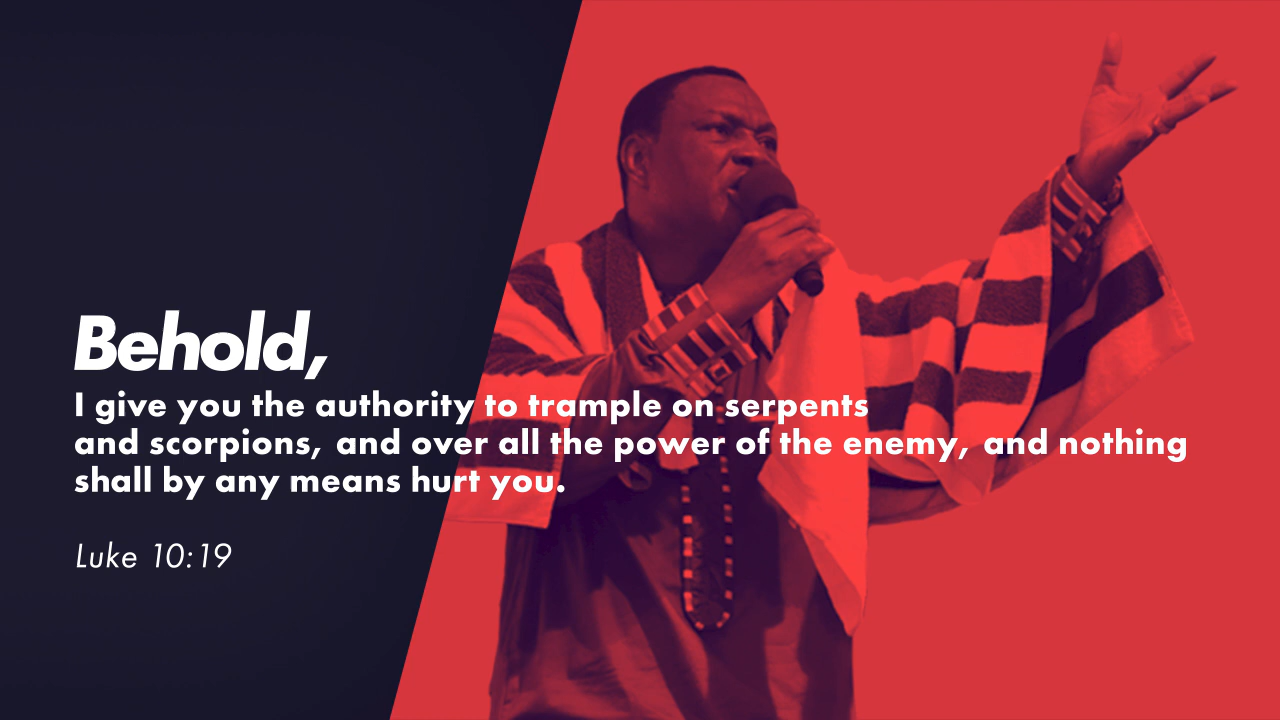 Behold,
I give you the authority to trample on serpents
and scorpions, and over all the power of the enemy, and nothing
shall by any means hurt you.
Luke 10:19